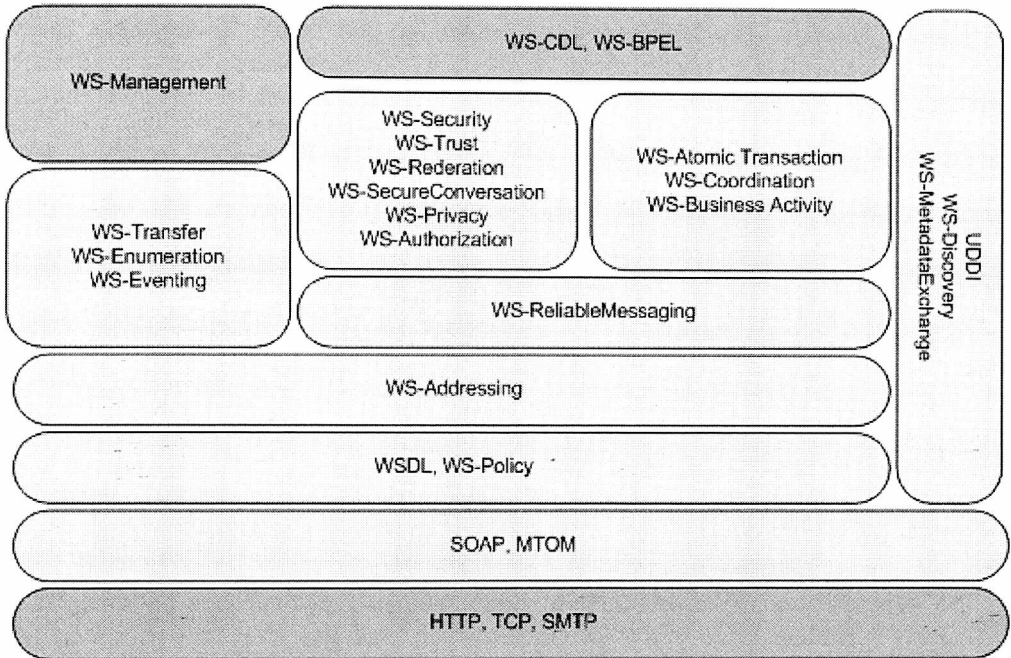 WS-Management
WS-CDL, WS-BPEL
WS-Security
WS-Trust
WS-Rederation
WS-SecureConversation
WS-Privacy
WS-Authorization
WS-Atomic Transaction
WS-Coordination
WS-Business Activity
UDDI
WS-Discovery
WS-MetadataExchange
WS-Transfer
WS-Enumeration
WS-Eventing
WS-ReliableMessaging
WS-Addressing
WSDL, WS-Policy
SOAP, MTOM
HTTP, TCP, SMTP